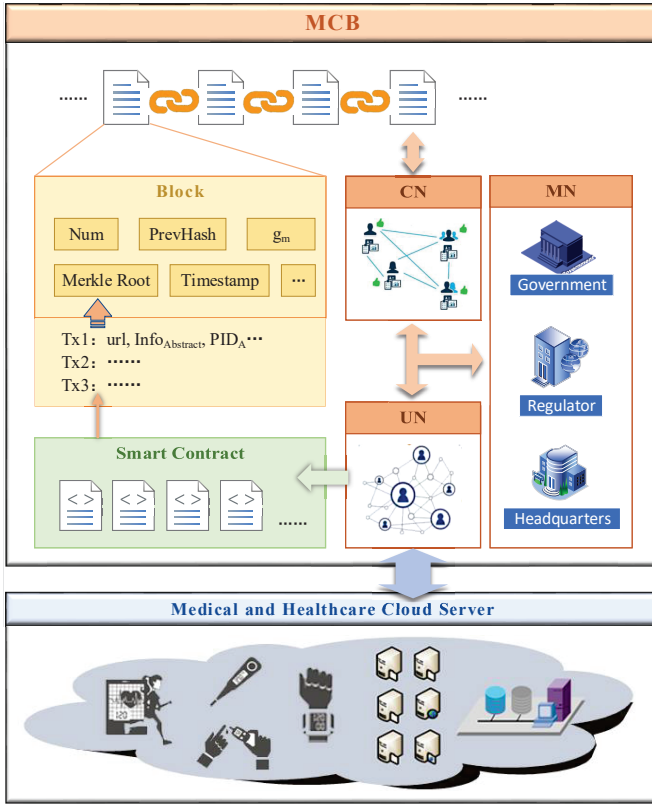 MCB
...... ......
Block
Num PrevHash gm
Merkle Root Timestamp ...
Tx1: url, InfoAbstract, PIDA···
Tx2: ······
Tx3: ······
Smart Contract
< > < > < > < > ......
CN
UN
MN
Government
Regulator
Headquarters
Medical and Healthcare Cloud Server
120